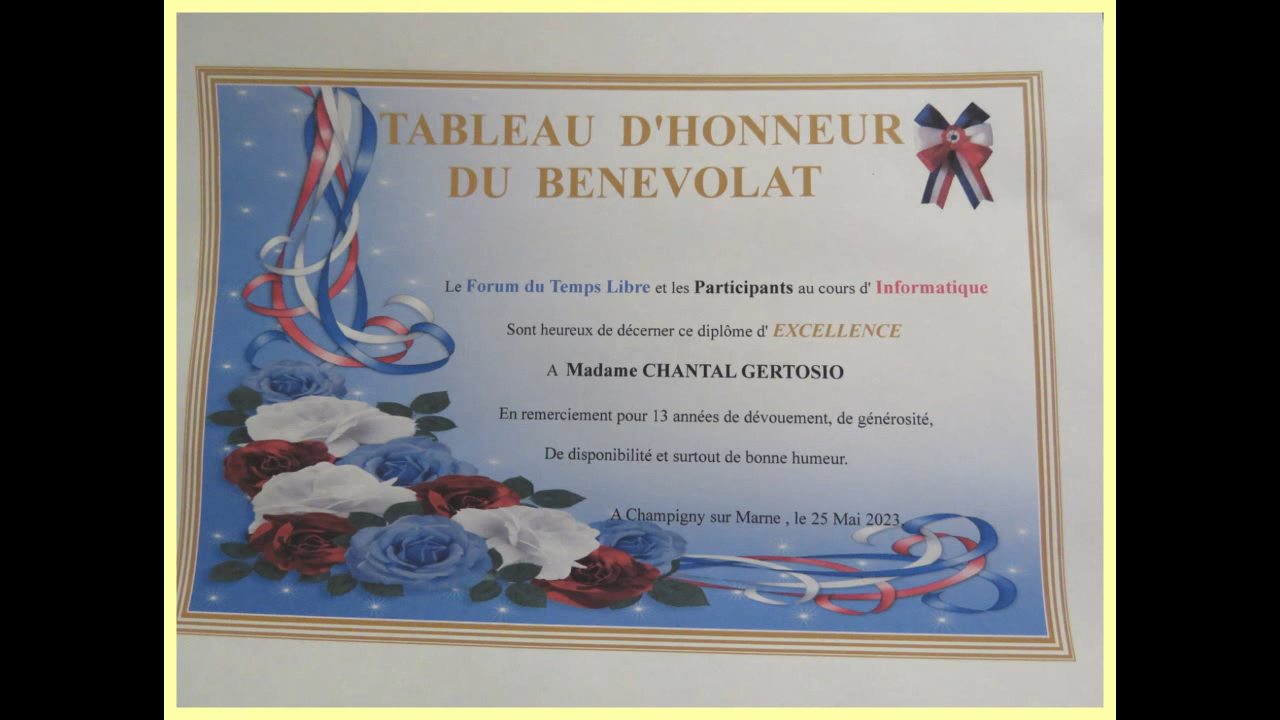 TABLEAU D'HONNEUR
DU BENEVOLAT
Le Forum du Temps Libre et les Participants au cours d' Informatique
Sont heureux de décerner ce diplôme d' EXCELLENCE
A Madame CHANTAL GERTOSIO
En remerciement pour 13 années de dévouement, de générosité,
De disponibilité et surtout de bonne humeur.
A Champigny sur Marne , le 25 Mai 2023